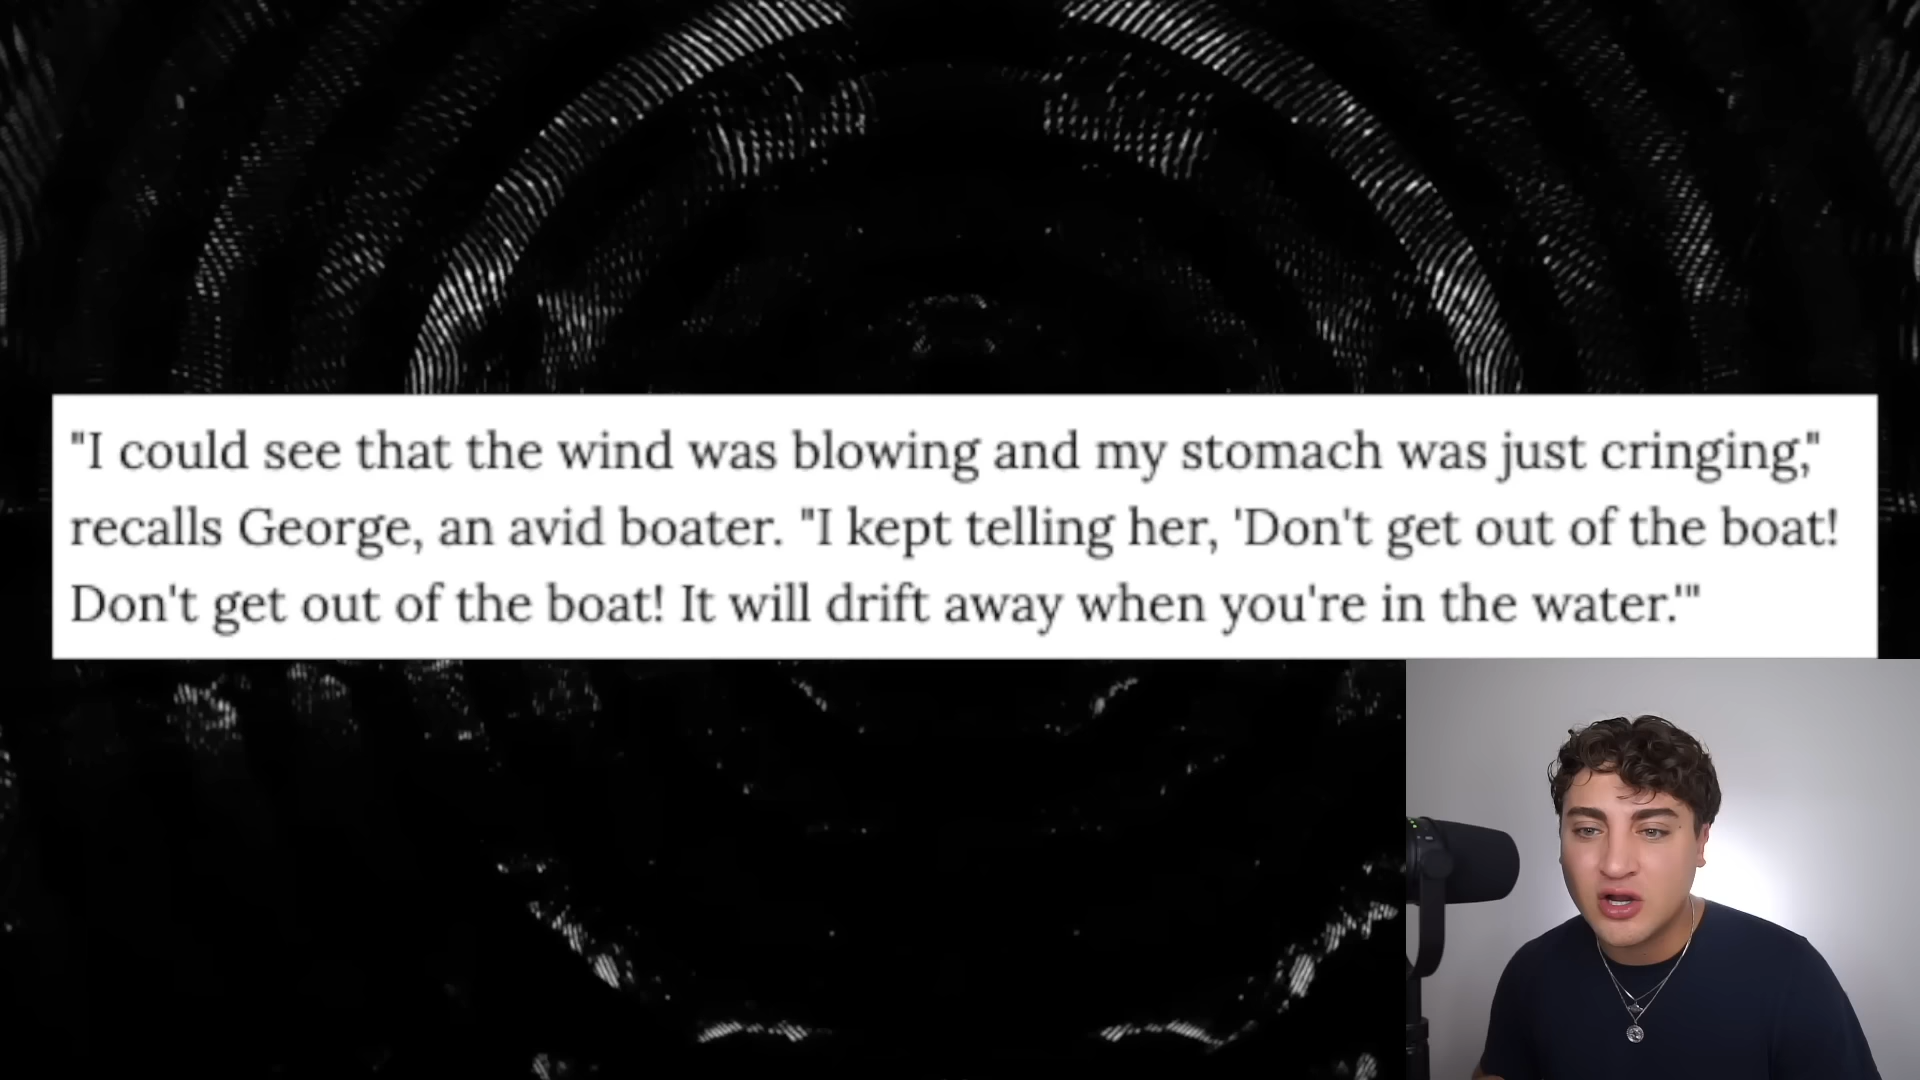 "I could see that the wind was blowing and my stomach was just cringing,"
recalls George, an avid boater. "I kept telling her, 'Don't get out of the boat!
Don't get out of the boat! It will drift away when you're in the water.'"